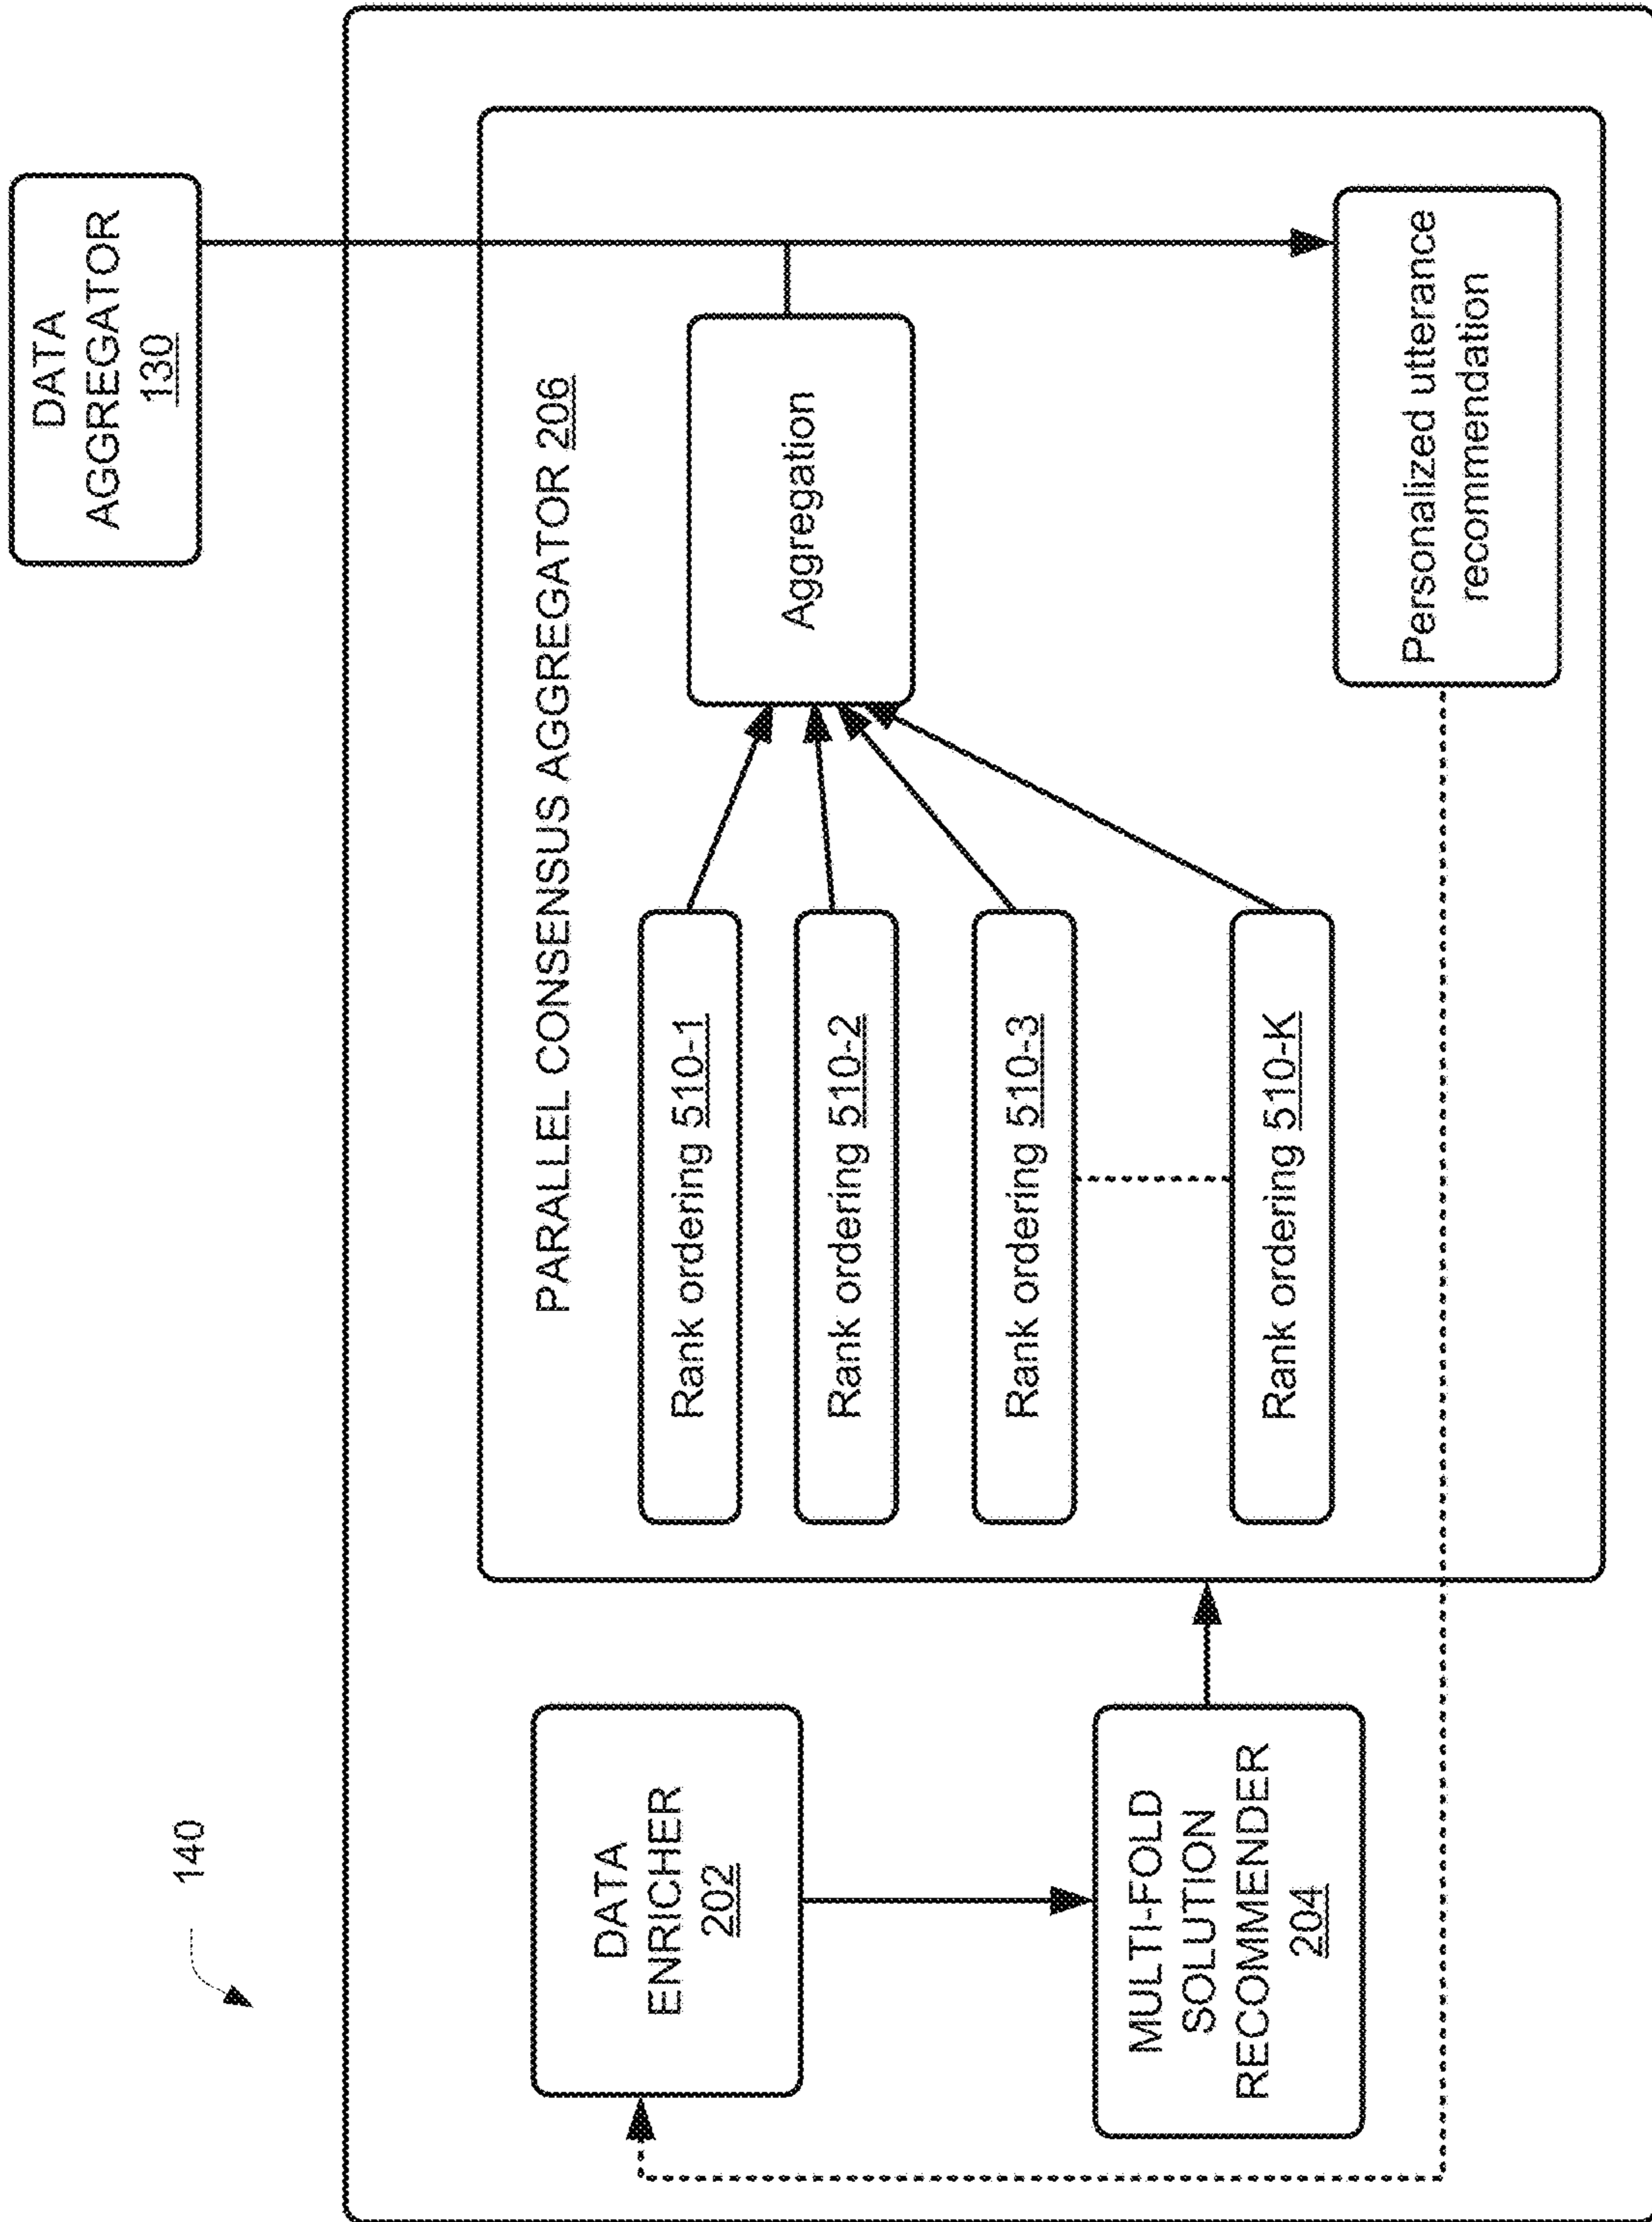 140
DATA
AGGREGATOR
130
PARALLEL CONSENSUS AGGREGATOR 206
DATA
ENRICHER
202
MULTI-FOLD
SOLUTION
RECOMMENDER
204
Rank ordering 510-1
Rank ordering 510-2
Rank ordering 510-3
Rank ordering 510-K
Aggregation
Personalized utterance
recommendation